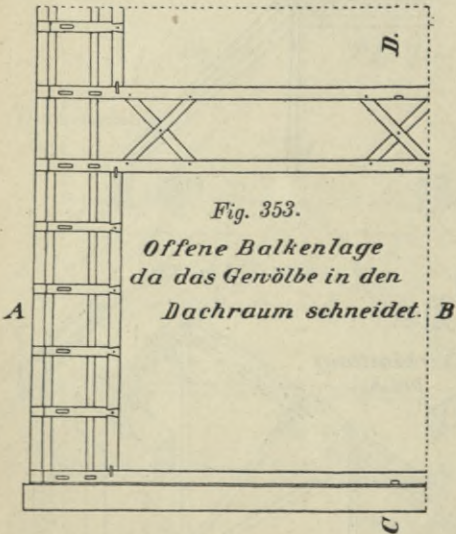 D.
Fig. 353.
Offene Balkenlage
da das Gewölbe in den
Dachraum schneidet.
A
B
C